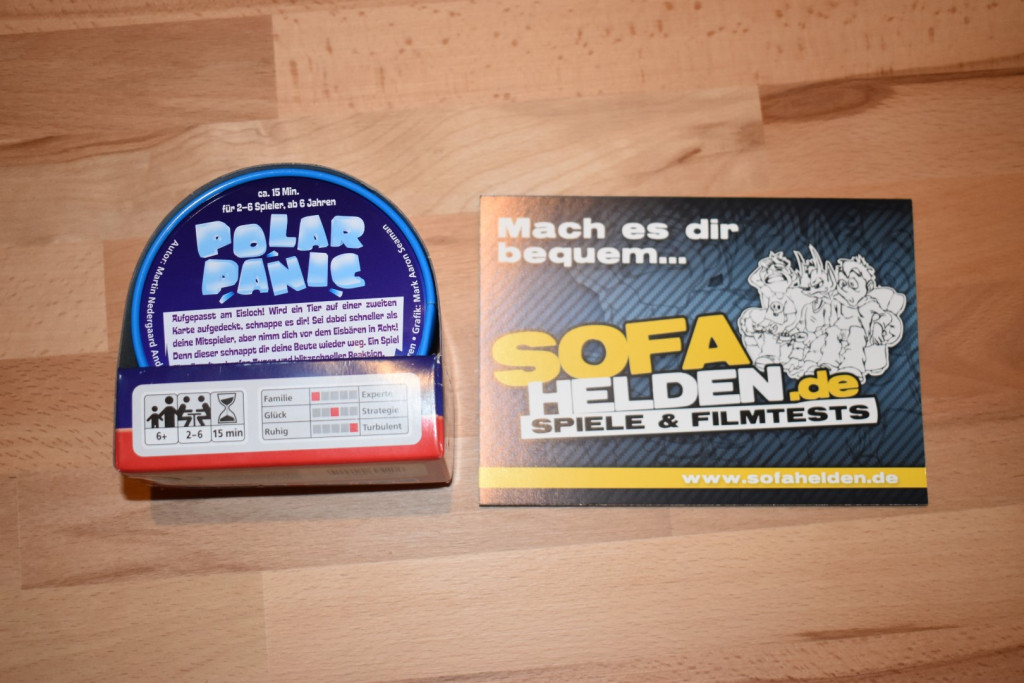 ca. 15 Min.
für 2–6 Spieler, ab 6 Jahren
POLAR
PANIC
Autor: Martin Nedergaard
Grafik: Mark Aaron Seaman
Aufgepasst am Eisloch! Wird ein Tier auf einer zweiten
Karte aufgedeckt, schnappe es dir! Sei dabei schneller als
deine Mitspieler, aber nimm dich vor dem Eisbären in Acht!
Denn dieser schnappt dir deine Beute wieder weg. Ein Spiel
und blitzschneller Reaktion.
6+
2–6
15 min
Familie Experte
Glück Strategie
Ruhig Turbulent
Mach es dir
bequem...
SOFA
HELDEN.de
SPIELE & FILMTESTS
www.sofahelden.de